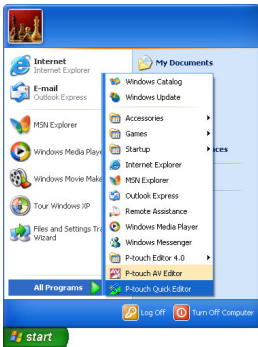 Internet
Internet Explorer
My Documents
E-mail
Outlook Express
MSN Explorer
Windows Media Playe
Windows Movie Make
Tour Windows XP
Files and Settings Tra
Wizard
All Programs
Windows Catalog
Windows Update
Accessories
Games
Startup
Internet Explorer
MSN Explorer
Outlook Express
Remote Assistance
Windows Media Player
Windows Messenger
P-touch Editor 4.0
P-touch AV Editor
P-touch Quick Editor
ces
Log Off
Turn Off Computer
start